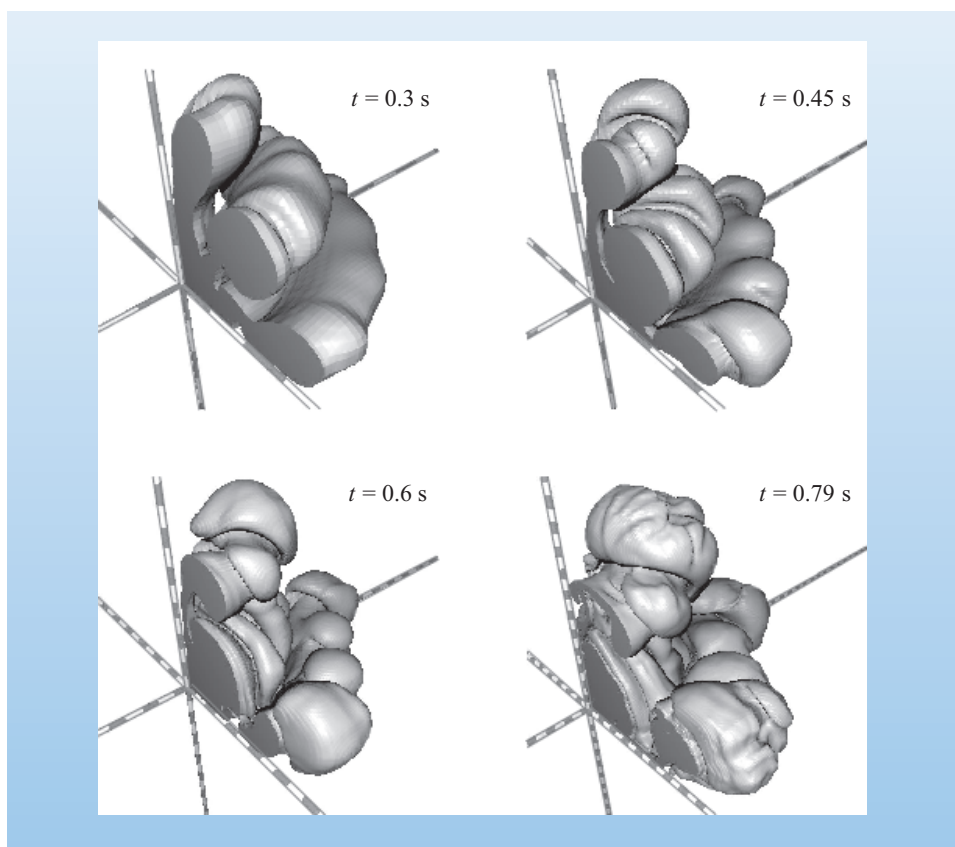 t = 0.3 s
t = 0.45 s
t = 0.6 s
t = 0.79 s